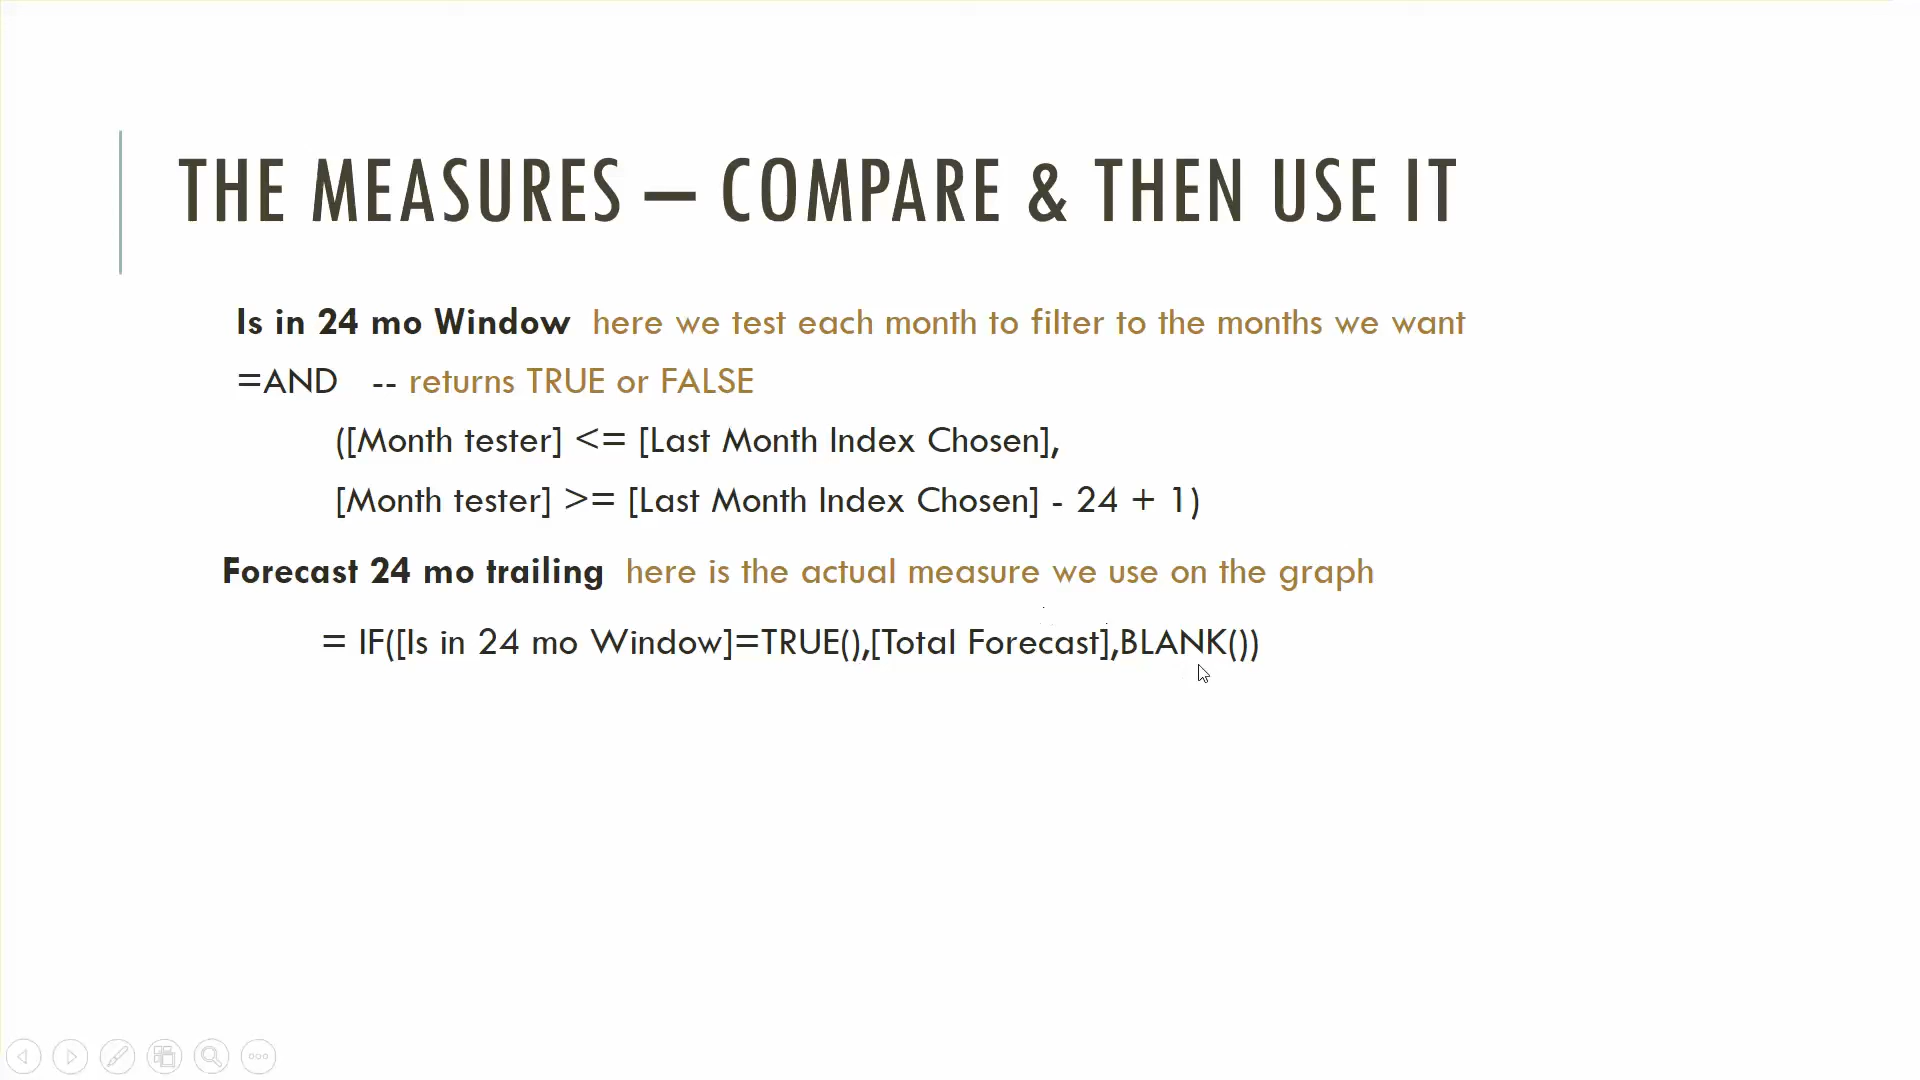 THE MEASURES – COMPARE & THEN USE IT
Is in 24 mo Window here we test each month to filter to the months we want
=AND -- returns TRUE or FALSE
([Month tester] <= [Last Month Index Chosen],
[Month tester] >= [Last Month Index Chosen] - 24 + 1)
Forecast 24 mo trailing here is the actual measure we use on the graph
= IF([Is in 24 mo Window]=TRUE(),[Total Forecast],BLANK())